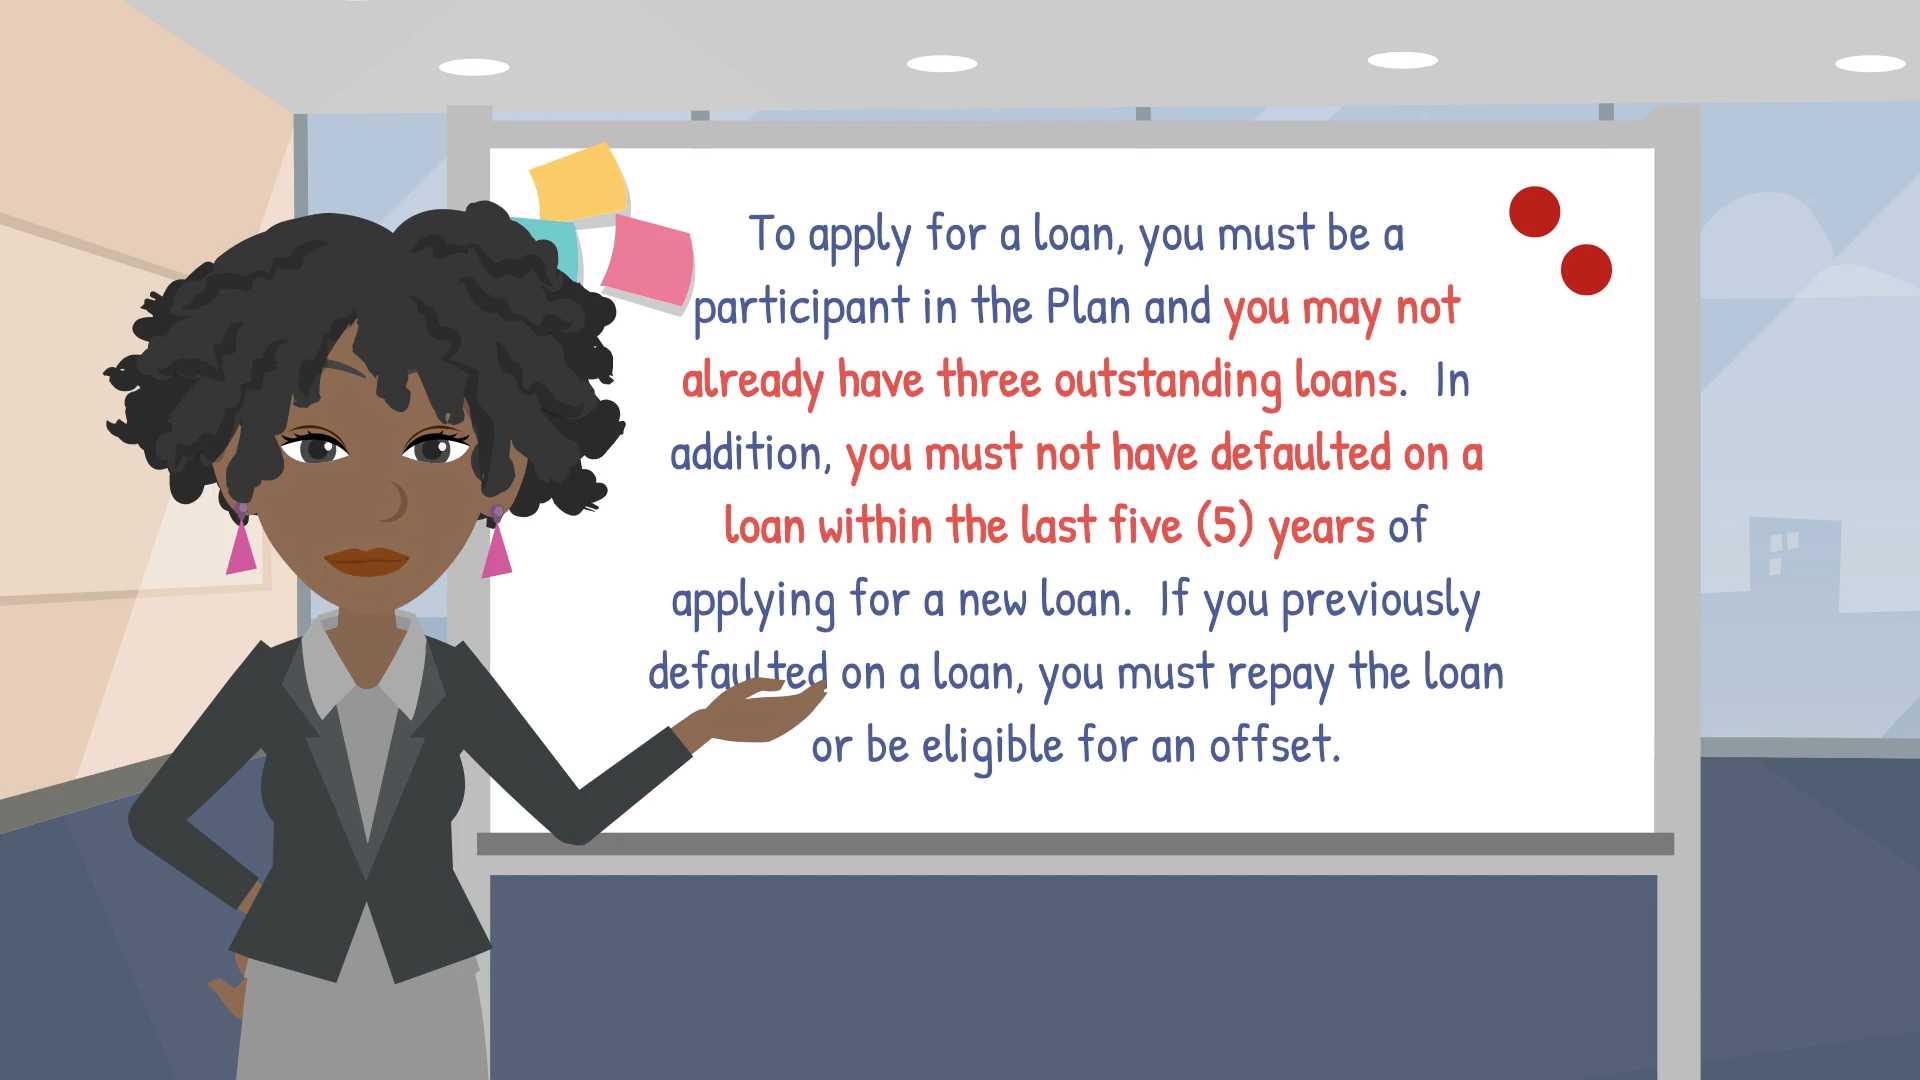 To apply for a loan, you must be a
participant in the Plan and you may not
already have three outstanding loans.  In
addition, you must not have defaulted on a
loan within the last five (5) years of
applying for a new loan.  If you previously
defaulted on a loan, you must repay the loan
or be eligible for an offset.